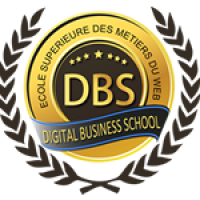 ECOLE SUPERIEURE DES METIERS DU WEB
DBS
DIGITAL BUSINESS SCHOOL